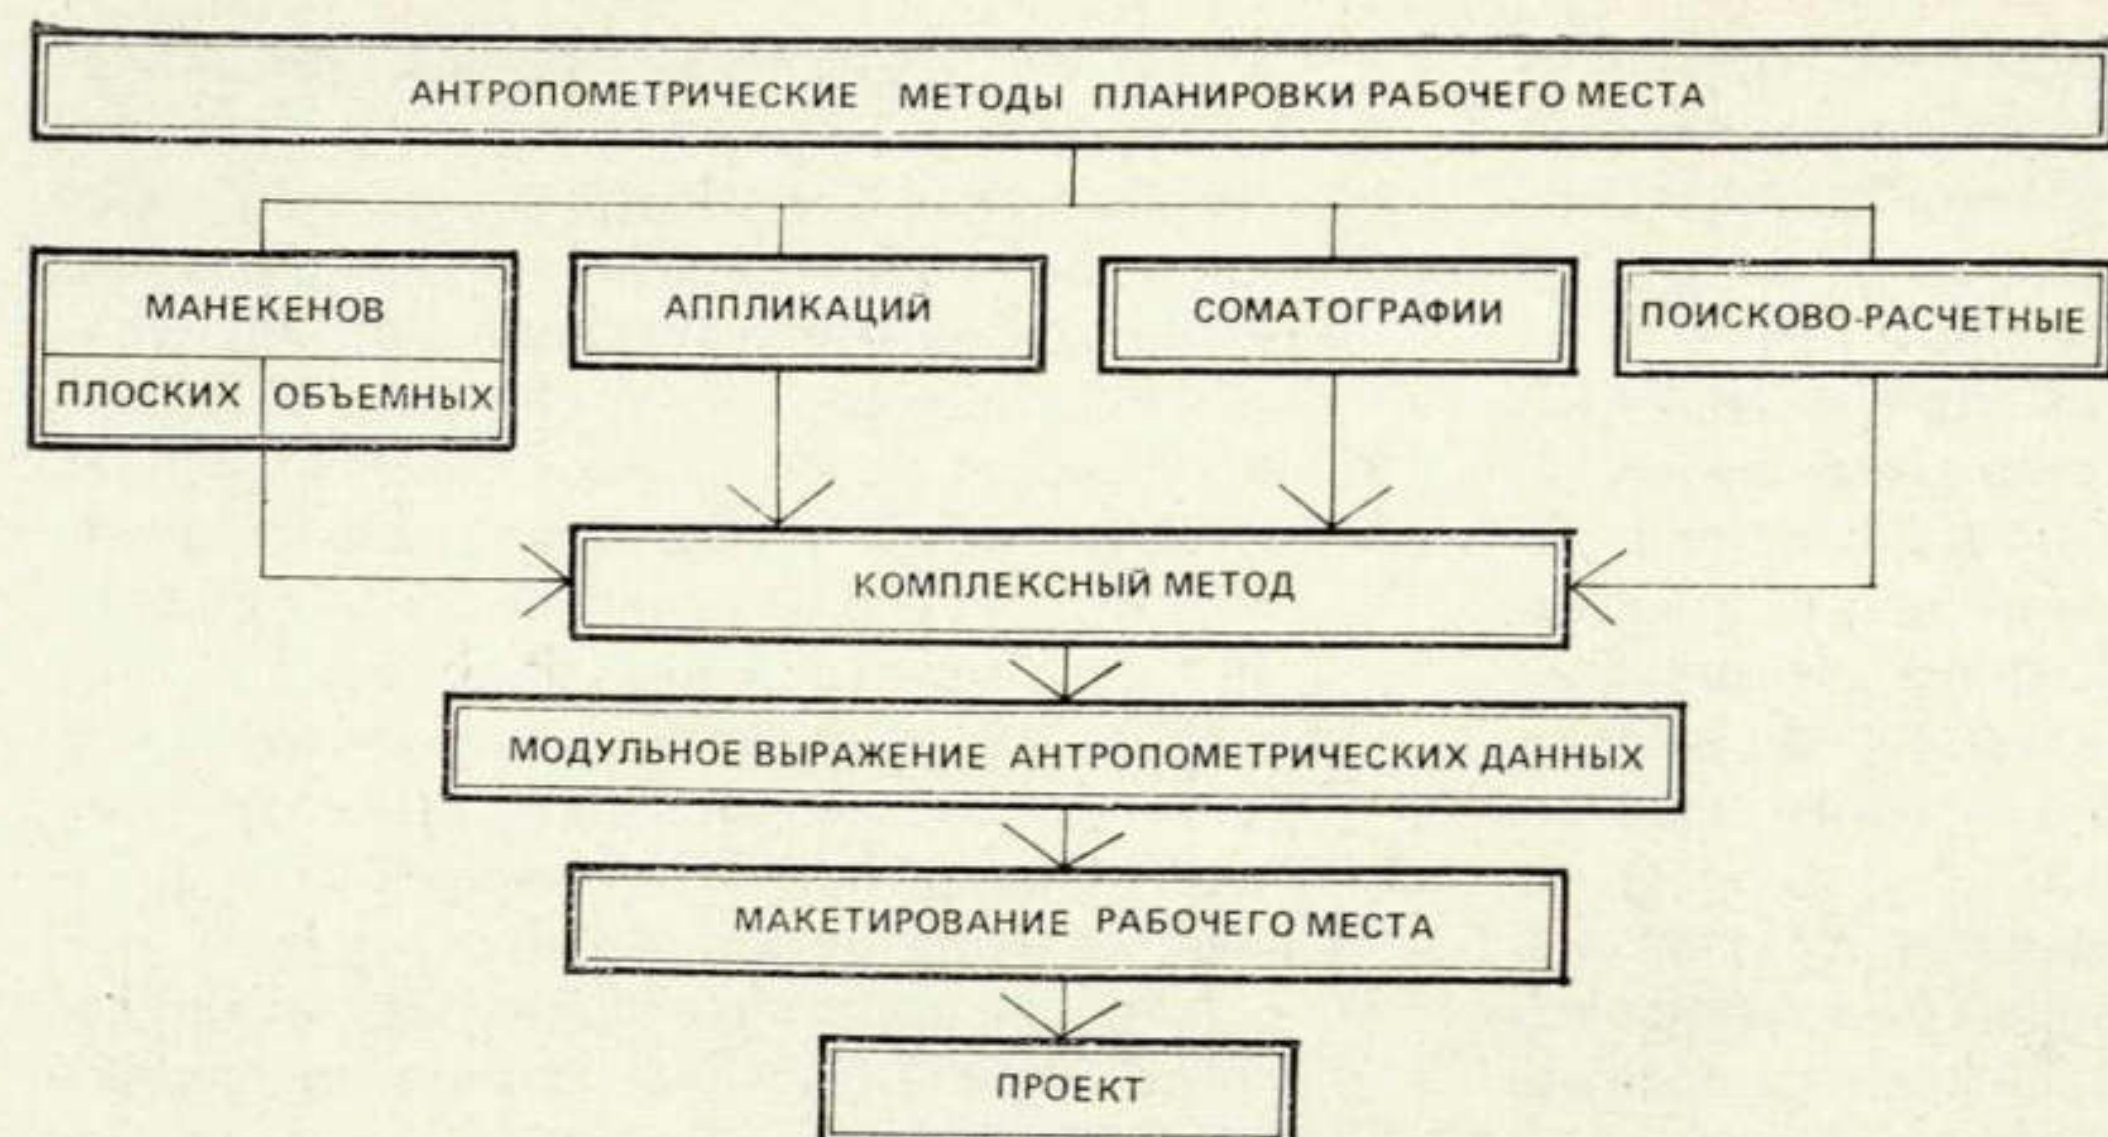 АНТРОПОМЕТРИЧЕСКИЕ МЕТОДЫ ПЛАНИРОВКИ РАБОЧЕГО МЕСТА
МАНЕКЕНОВ
АППЛИКАЦИЙ
СОМАТОГРАФИИ
ПОИСКОВО-РАСЧЕТНЫЕ
ПЛОСКИХ
ОБЪЕМНЫХ
КОМПЛЕКСНЫЙ МЕТОД
МОДУЛЬНОЕ ВЫРАЖЕНИЕ АНТРОПОМЕТРИЧЕСКИХ ДАННЫХ
МАКЕТИРОВАНИЕ РАБОЧЕГО МЕСТА
ПРОЕКТ